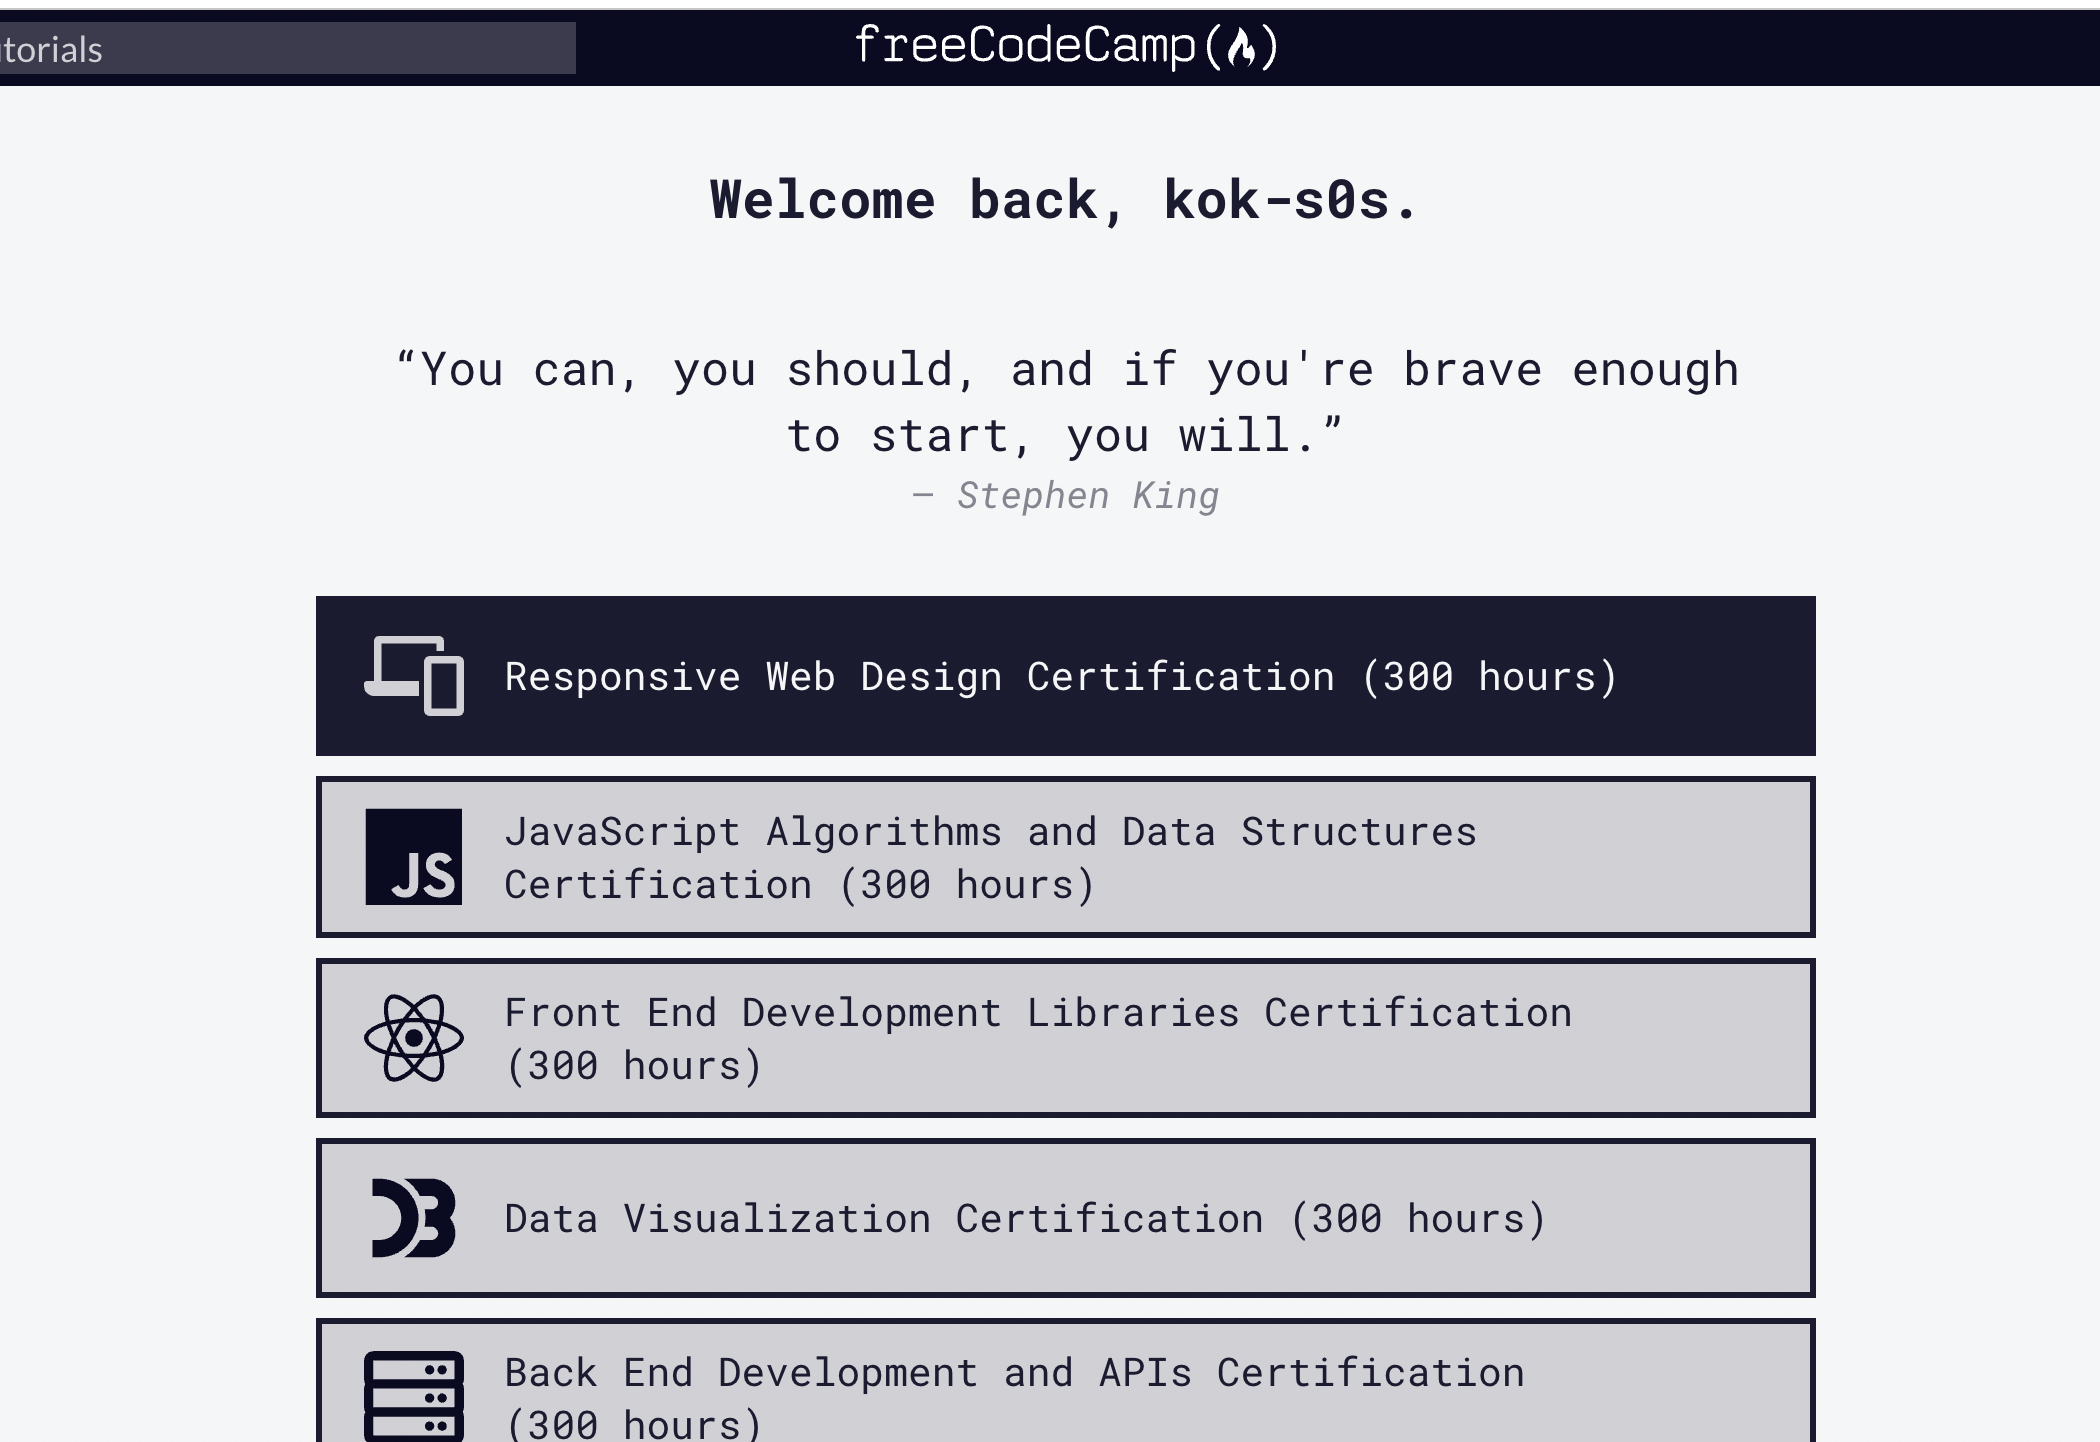 torials
freeCodeCamp
Welcome back, kok-s0s.
“You can, you should, and if you're brave enough
to start, you will.”
— Stephen King
Responsive Web Design Certification (300 hours)
JS
JavaScript Algorithms and Data Structures
Certification (300 hours)
Front End Development Libraries Certification
(300 hours)
Data Visualization Certification (300 hours)
Back End Development and APIs Certification
(300 hours)